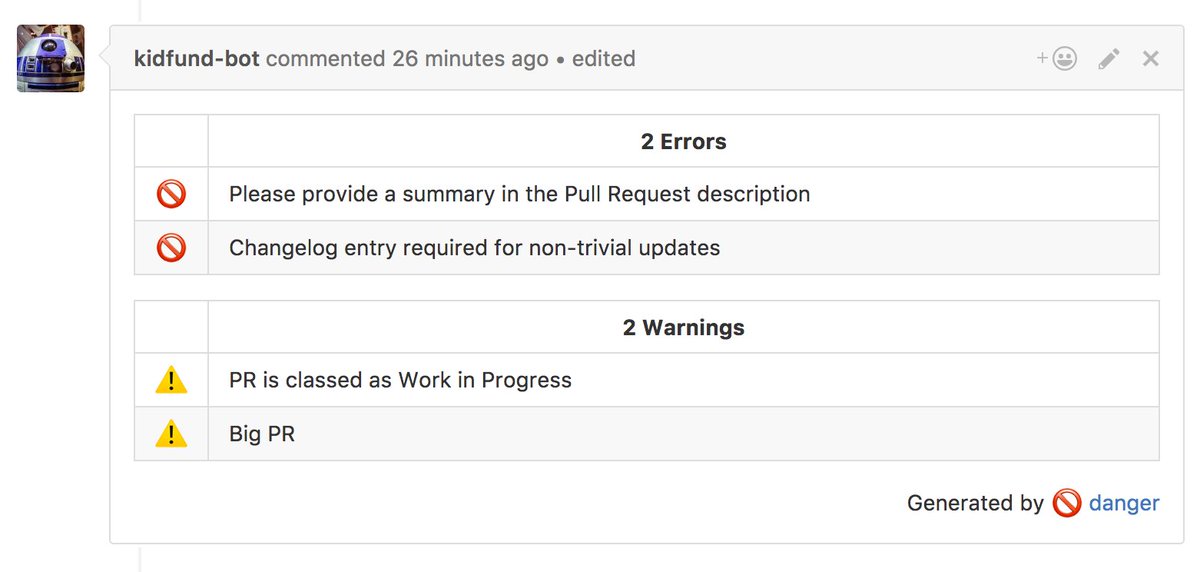 kidfund-bot commented 26 minutes ago • edited
2 Errors
Please provide a summary in the Pull Request description
Changelog entry required for non-trivial updates
2 Warnings
PR is classed as Work in Progress
Big PR
Generated by 🚫 danger